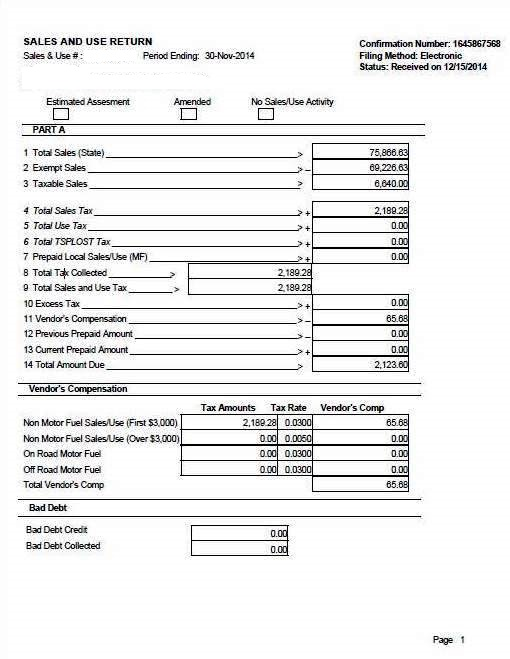 SALES AND USE RETURN
Sales & Use # : Period Ending: 30-Nov-2014
Confirmation Number: 1645867568
Filing Method: Electronic
Status: Received on 12/15/2014
Estimated Assesment Amended No Sales/Use Activity
PART A
1 Total Sales (State) > 75,866.63
2 Exempt Sales > – 69,226.63
3 Taxable Sales > 6,640.00
4 Total Sales Tax > + 2,189.28
5 Total Use Tax > + 0.00
6 Total TSPLOST Tax > + 0.00
7 Prepaid Local Sales/Use (MF) > + 0.00
8 Total Tax Collected > 2,189.28
9 Total Sales and Use Tax > 2,189.28
10 Excess Tax > + 0.00
11 Vendor's Compensation > – 65.68
12 Previous Prepaid Amount > – 0.00
13 Current Prepaid Amount > + 0.00
14 Total Amount Due > 2,123.60
Vendor's Compensation
Tax Amounts Tax Rate Vendor's Comp
Non Motor Fuel Sales/Use (First $3,000) 2,189.28 0.0300 65.68
Non Motor Fuel Sales/Use (Over $3,000) 0.00 0.0050 0.00
On Road Motor Fuel 0.00 0.0300 0.00
Off Road Motor Fuel 0.00 0.0300 0.00
Total Vendor's Comp 65.68
Bad Debt
Bad Debt Credit 0.00
Bad Debt Collected 0.00
Page 1